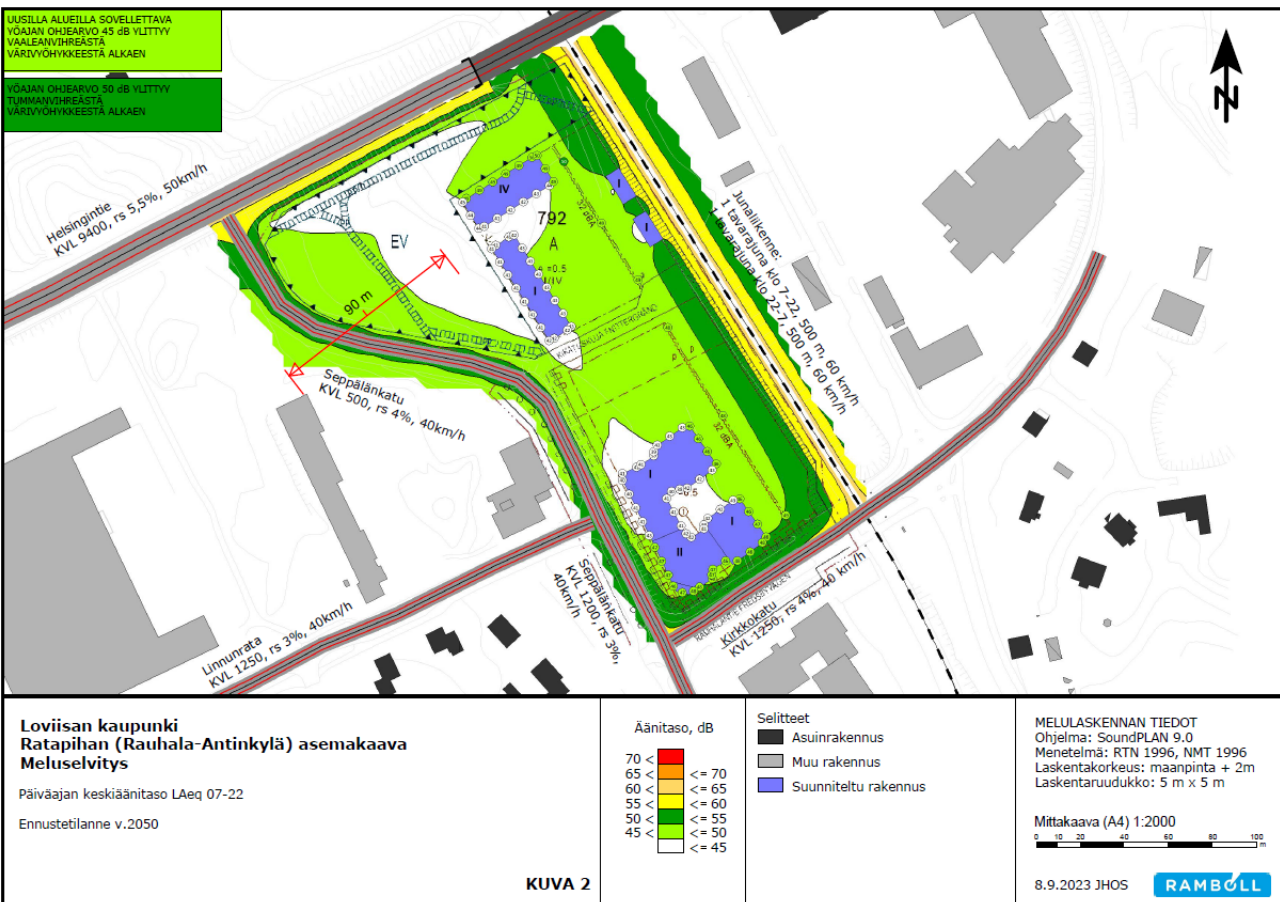 UUSILLA ALUEILLA SOVELLETTAVA
YÖAJAN OHJEARVO 45 dB YLITTYY
VAALEANVIHREÄSTÄ
VÄRIVYÖHYKKEESTÄ ALKAEN
YÖAJAN OHJEARVO 50 dB YLITTYY
TUMMANVIHREÄSTÄ
VÄRIVYÖHYKKEESTÄ ALKAEN
N
Helsingintie
KVL 9400, rs 5,5%, 50km/h
Junaliikenne:
1 tavarajuna klo 7-22, 500 m, 60 km/h
1 tavarajuna klo 22-7, 500 m, 60 km/h
IV
792
A
EV
I
I
I
32 dBA
90 m
Seppälänkatu
KVL 500, rs 4%, 40km/h
32 dBA
I
I
II
Seppälänkatu
KVL 1200, rs 3%,
40km/h
Kirkkokatu
KVL 1250, rs 4%, 40 km/h
Linnunrata
KVL 1250, rs 3%, 40km/h
Loviisan kaupunki
Ratapihan (Rauhala-Antinkylä) asemakaava
Meluselvitys
Päiväajan keskiäänitaso LAeq 07-22
Ennustetilanne v.2050
KUVA 2
Äänitaso, dB
70 <
65 < <= 70
60 < <= 65
55 < <= 60
50 < <= 55
45 < <= 50
<= 45
Selitteet
Asuinrakennus
Muu rakennus
Suunniteltu rakennus
MELULASKENNAN TIEDOT
Ohjelma: SoundPLAN 9.0
Menetelmä: RTN 1996, NMT 1996
Laskentakorkeus: maanpinta + 2m
Laskentaruudukko: 5 m x 5 m
Mittakaava (A4) 1:2000
0 10 20 40 60 80 100
m
8.9.2023 JHOS
RAMBOLL